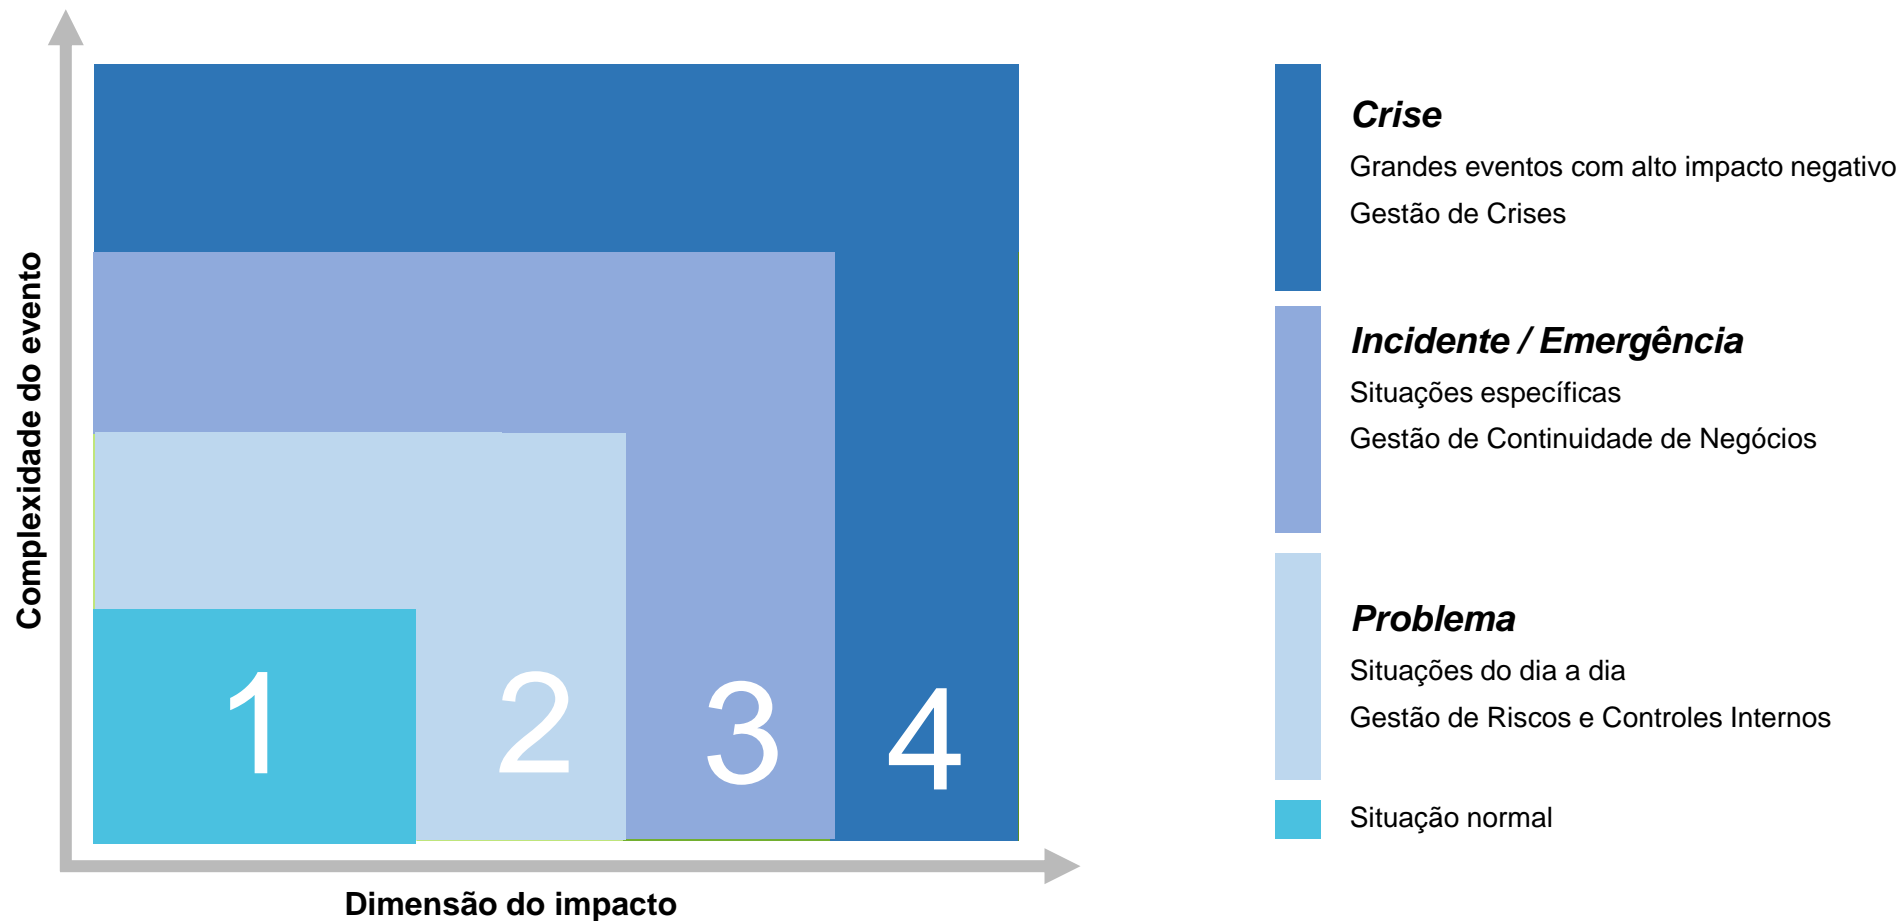 Complexidade do evento
1
2
3
4
Dimensão do impacto
Crise
Grandes eventos com alto impacto negativo
Gestão de Crises
Incidente / Emergência
Situações específicas
Gestão de Continuidade de Negócios
Problema
Situações do dia a dia
Gestão de Riscos e Controles Internos
Situação normal